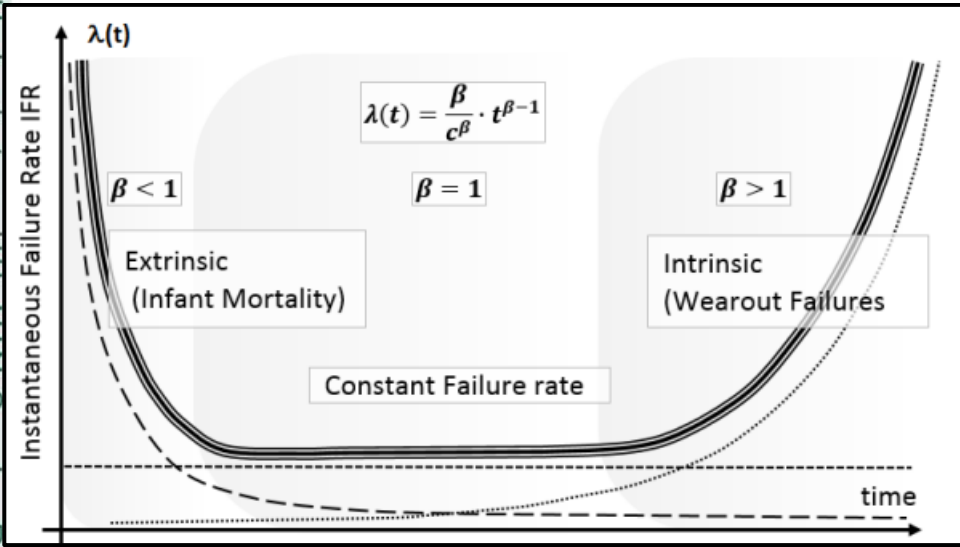 λ(t)
Instantaneous Failure Rate IFR
λ(t) = β/c^β · t^(β−1)
β < 1
β = 1
β > 1
Extrinsic
(Infant Mortality)
Intrinsic
(Wearout Failures
Constant Failure rate
time